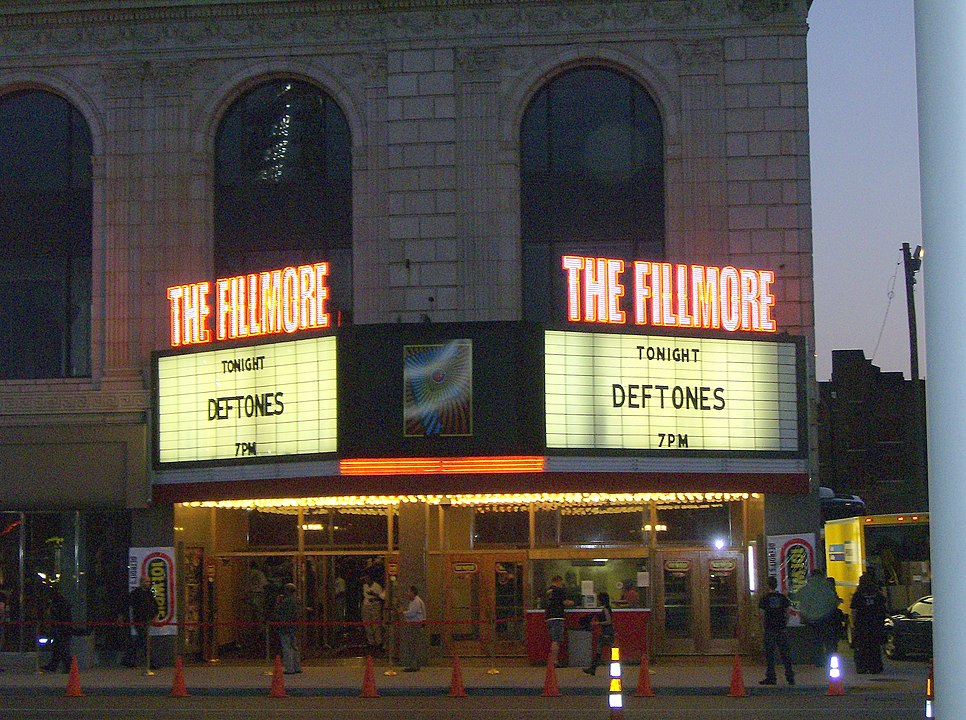 THE FILLMORE
TONIGHT
DEFTONES
7PM
THE FILLMORE
TONIGHT
DEFTONES
7PM